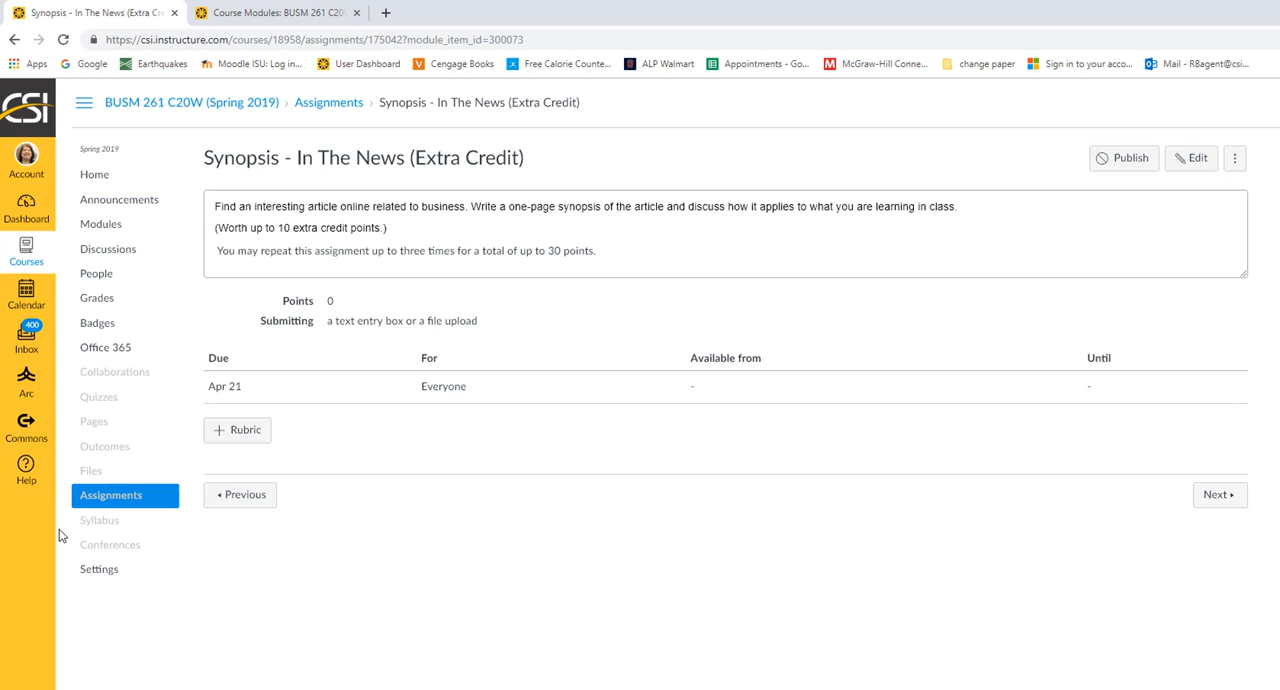 Synopsis - In The News (Extra Cre
Course Modules: BUSM 261 C20W
https://csi.instructure.com/courses/18958/assignments/175042?module_item_id=300073
Apps Google Earthquakes Moodle ISU: Log in... User Dashboard Cengage Books Free Calorie Counte... ALP Walmart Appointments - Go... McGraw-Hill Conne... change paper Sign in to your acco... Mail - RBagent@csi...
CSI
BUSM 261 C20W (Spring 2019) › Assignments › Synopsis - In The News (Extra Credit)
Account
Dashboard
Courses
Calendar
400
Inbox
Arc
Commons
Help
Spring 2019
Home
Announcements
Modules
Discussions
People
Grades
Badges
Office 365
Collaborations
Quizzes
Pages
Outcomes
Files
Assignments
Syllabus
Conferences
Settings
Synopsis - In The News (Extra Credit)
Publish Edit
Find an interesting article online related to business. Write a one-page synopsis of the article and discuss how it applies to what you are learning in class.
(Worth up to 10 extra credit points.)
You may repeat this assignment up to three times for a total of up to 30 points.
Points 0
Submitting a text entry box or a file upload
Due For Available from Until
Apr 21 Everyone - -
+ Rubric
Previous Next